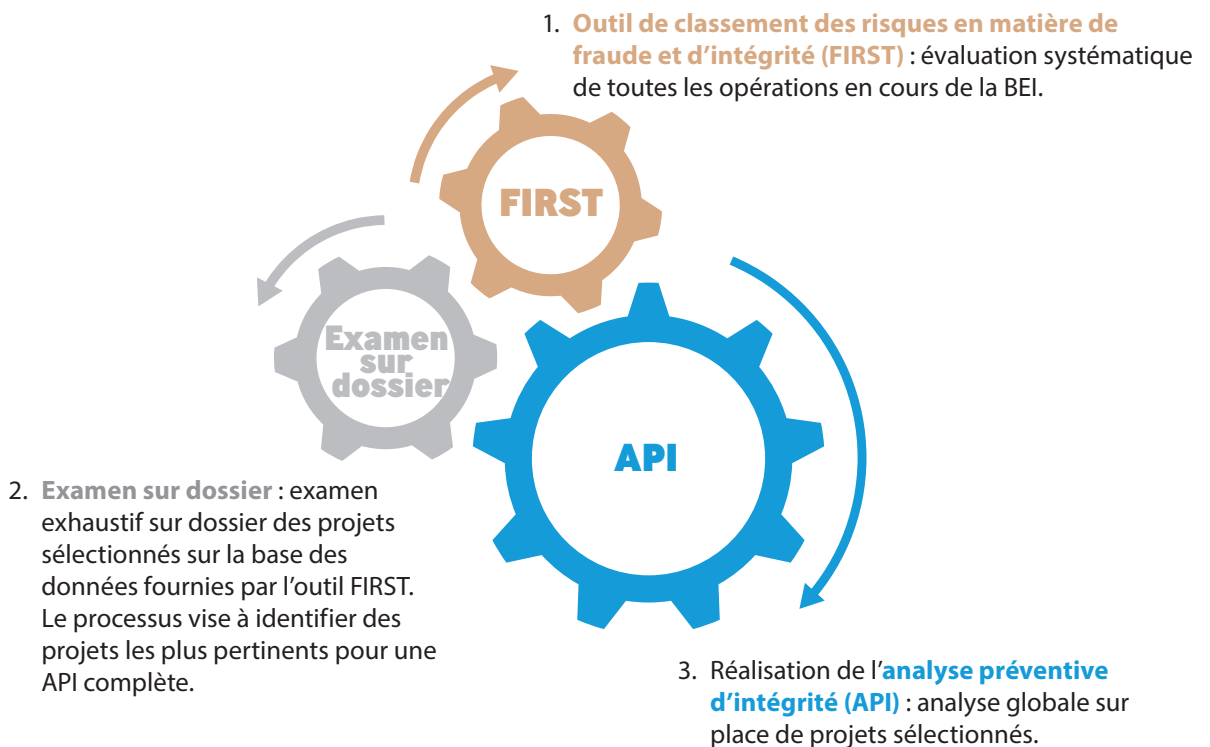 1. Outil de classement des risques en matière de
fraude et d’intégrité (FIRST) : évaluation systématique
de toutes les opérations en cours de la BEI.
FIRST
Examen
sur
dossier
API
2. Examen sur dossier : examen
exhaustif sur dossier des projets
sélectionnés sur la base des
données fournies par l’outil FIRST.
Le processus vise à identifier des
projets les plus pertinents pour une
API complète.
3. Réalisation de l’analyse préventive
d’intégrité (API) : analyse globale sur
place de projets sélectionnés.